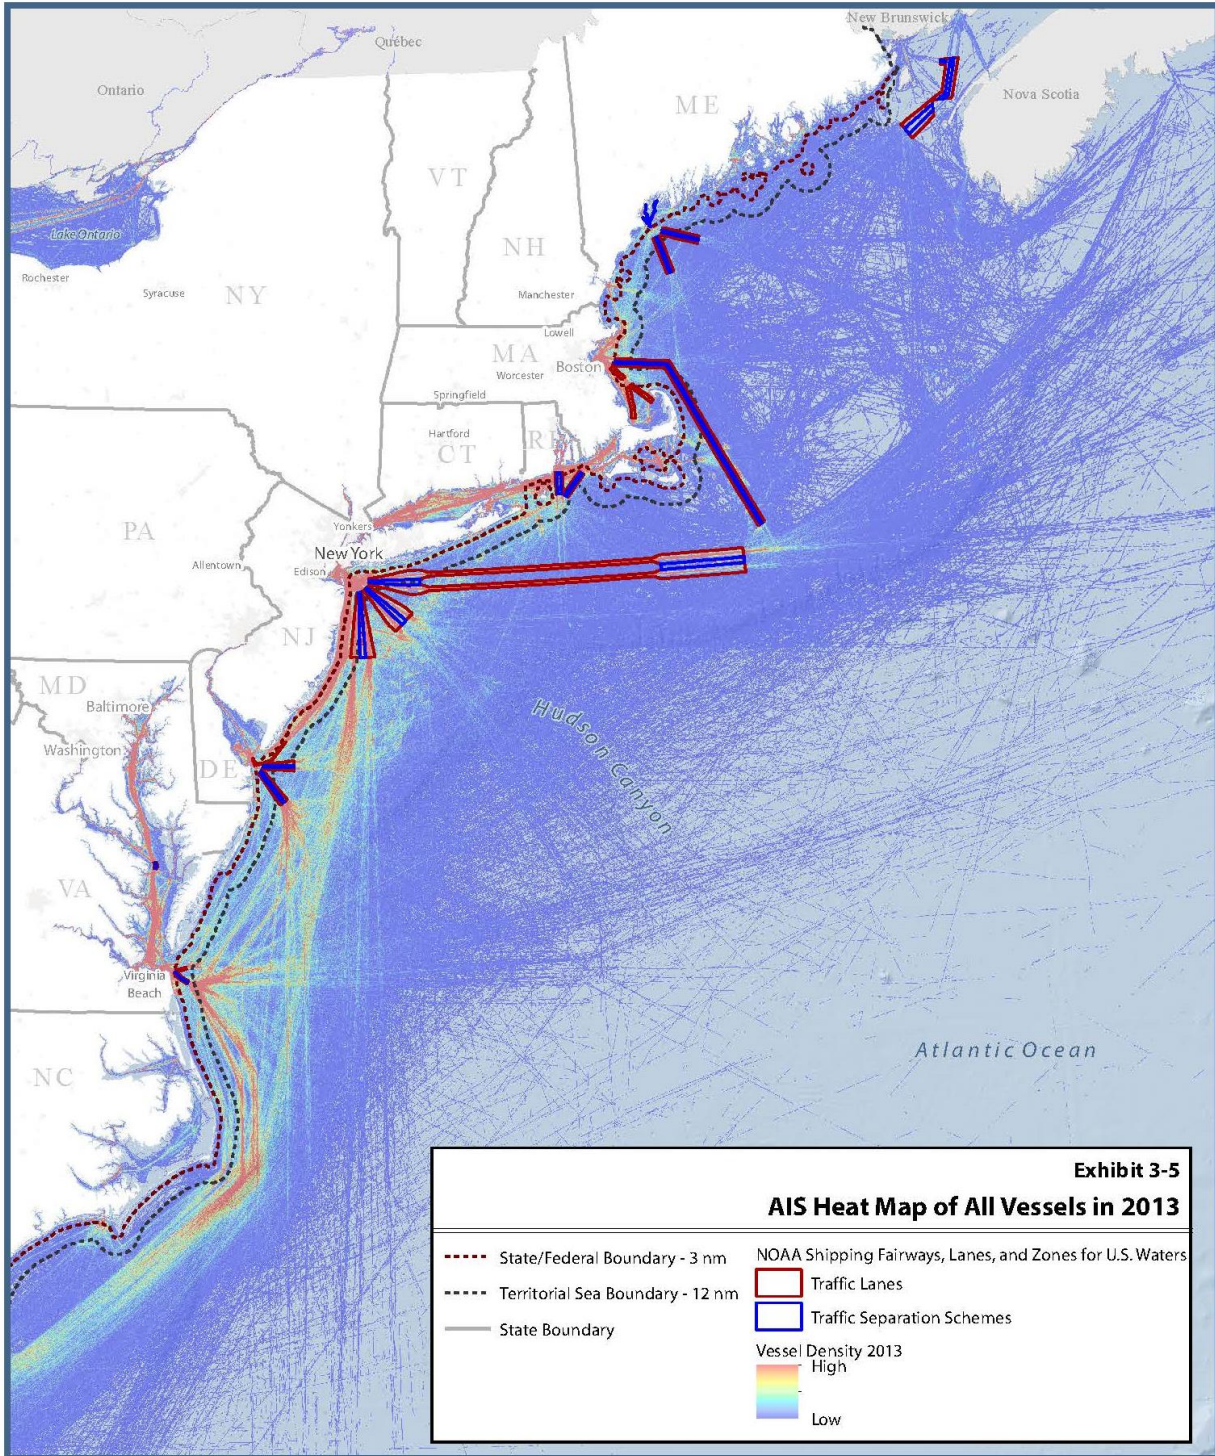 New Brunswick
Québec
Ontario
Nova Scotia
ME
VT
Lake Ontario
NH
Rochester
Syracuse
NY
Manchester
Lowell
MA
Boston
Worcester
Springfield
Hartford
RI
CT
PA
Yonkers
New York
Allentown
Edison
NJ
MD
Baltimore
Hudson Canyon
Washington
DE
VA
Virginia
Beach
Atlantic Ocean
NC
Exhibit 3-5
AIS Heat Map of All Vessels in 2013
State/Federal Boundary - 3 nm
Territorial Sea Boundary - 12 nm
State Boundary
NOAA Shipping Fairways, Lanes, and Zones for U.S. Waters
Traffic Lanes
Traffic Separation Schemes
Vessel Density 2013
High
Low